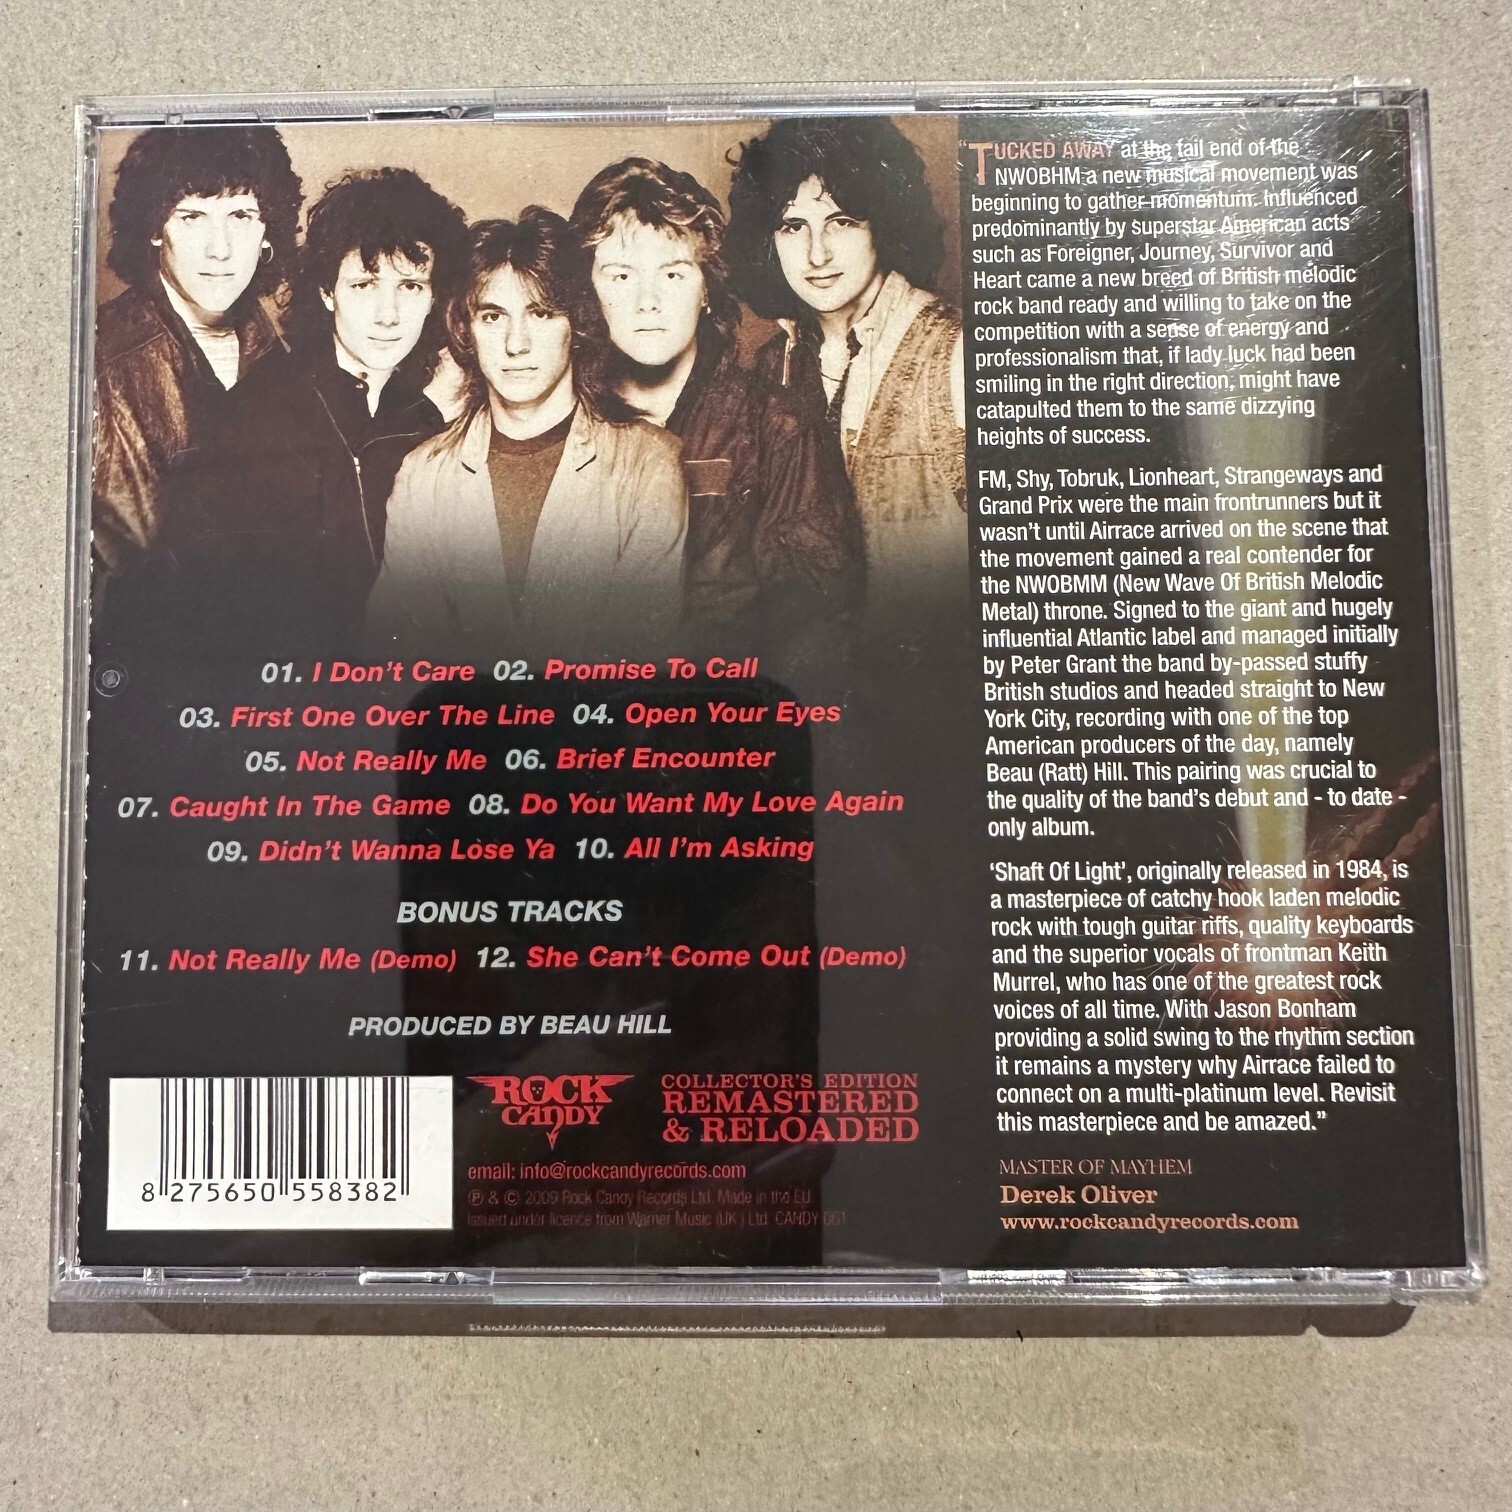 01. I Don't Care 02. Promise To Call
03. First One Over The Line 04. Open Your Eyes
05. Not Really Me 06. Brief Encounter
07. Caught In The Game 08. Do You Want My Love Again
09. Didn't Wanna Lose Ya 10. All I'm Asking
BONUS TRACKS
11. Not Really Me (Demo) 12. She Can't Come Out (Demo)
PRODUCED BY BEAU HILL
8 275650 558382
ROCK
CANDY
COLLECTOR'S EDITION
REMASTERED
& RELOADED
email: info@rockcandyrecords.com
℗ & © 2009 Rock Candy Records Ltd. Made in the EU.
Issued under licence from Warner Music (UK) Ltd. CANDY 061
"TUCKED AWAY at the tail end of the
NWOBHM a new musical movement was
beginning to gather momentum. Influenced
predominantly by superstar American acts
such as Foreigner, Journey, Survivor and
Heart came a new breed of British melodic
rock band ready and willing to take on the
competition with a sense of energy and
professionalism that, if lady luck had been
smiling in the right direction, might have
catapulted them to the same dizzying
heights of success.
FM, Shy, Tobruk, Lionheart, Strangeways and
Grand Prix were the main frontrunners but it
wasn't until Airrace arrived on the scene that
the movement gained a real contender for
the NWOBMM (New Wave Of British Melodic
Metal) throne. Signed to the giant and hugely
influential Atlantic label and managed initially
by Peter Grant the band by-passed stuffy
British studios and headed straight to New
York City, recording with one of the top
American producers of the day, namely
Beau (Ratt) Hill. This pairing was crucial to
the quality of the band's debut and - to date -
only album.
'Shaft Of Light', originally released in 1984, is
a masterpiece of catchy hook laden melodic
rock with tough guitar riffs, quality keyboards
and the superior vocals of frontman Keith
Murrel, who has one of the greatest rock
voices of all time. With Jason Bonham
providing a solid swing to the rhythm section
it remains a mystery why Airrace failed to
connect on a multi-platinum level. Revisit
this masterpiece and be amazed."
MASTER OF MAYHEM
Derek Oliver
www.rockcandyrecords.com